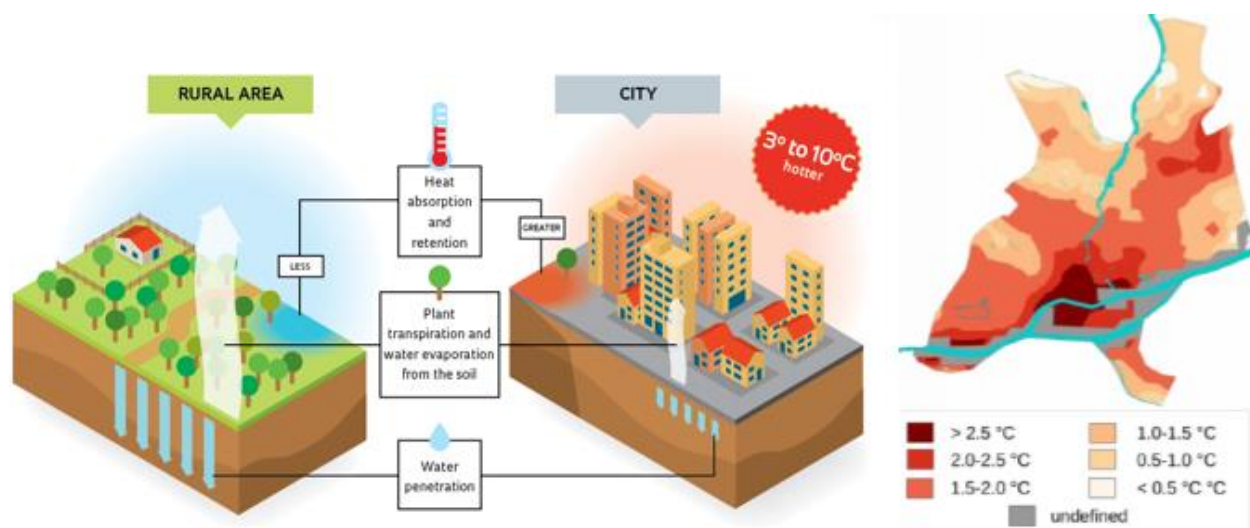 RURAL AREA
CITY
3º to 10ºC
hotter
Heat
absorption
and
retention
LESS
GREATER
Plant
transpiration and
water evaporation
from the soil
Water
penetration
> 2.5 °C
2.0-2.5 °C
1.5-2.0 °C
1.0-1.5 °C
0.5-1.0 °C
< 0.5 °C °C
undefined